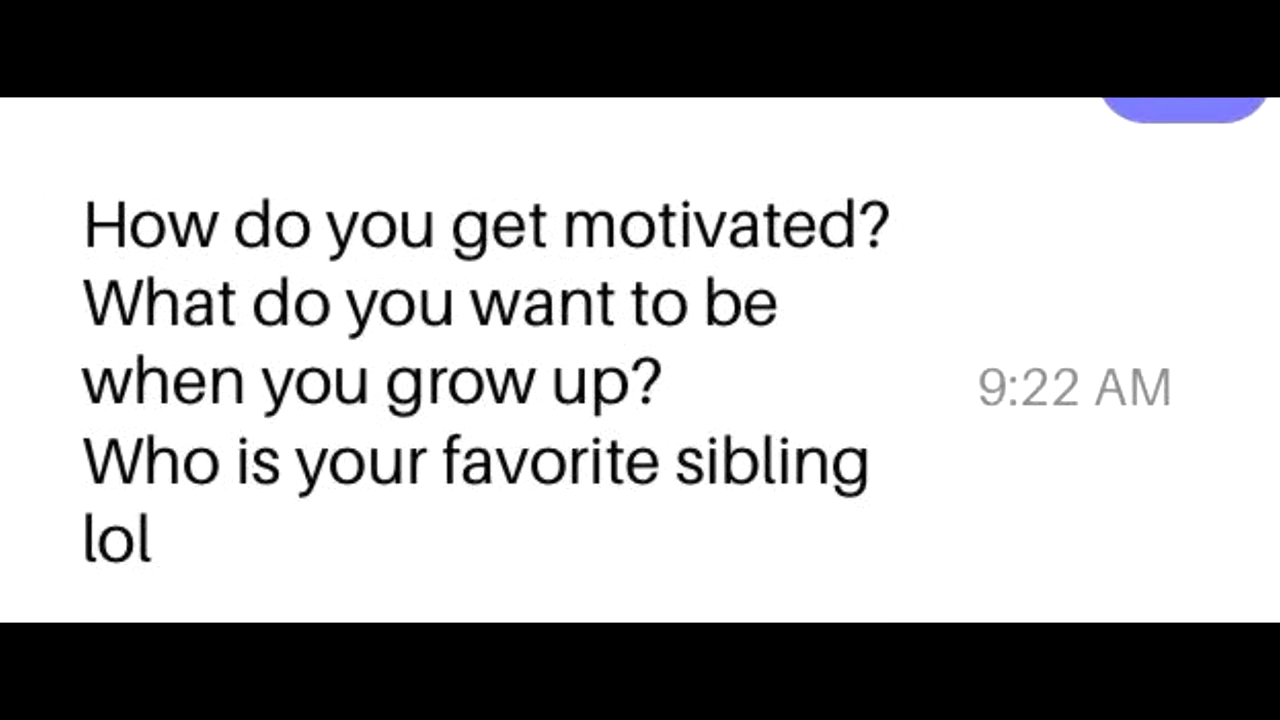 How do you get motivated?
What do you want to be
when you grow up?
9:22 AM
Who is your favorite sibling
lol